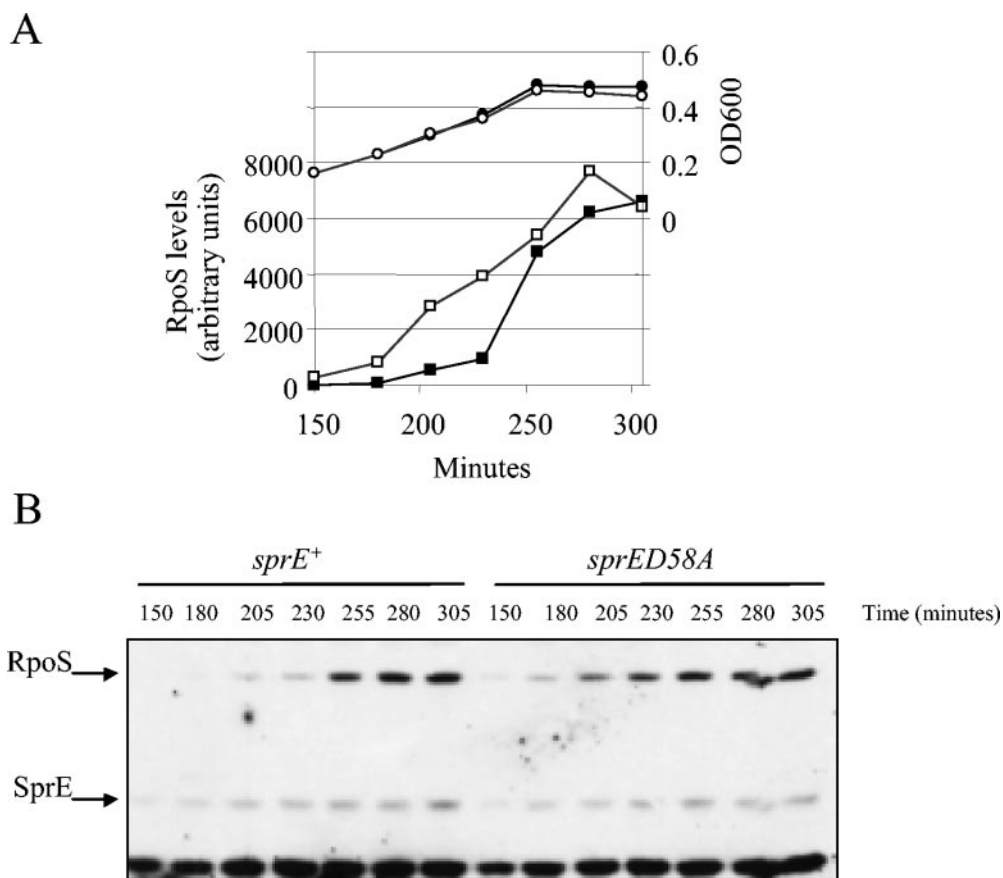 A
0.6
0.4
0.2
0
OD600
8000
6000
4000
2000
0
RpoS levels
(arbitrary units)
150 200 250 300
Minutes
B
sprE+ sprED58A
150 180 205 230 255 280 305 150 180 205 230 255 280 305 Time (minutes)
RpoS
SprE